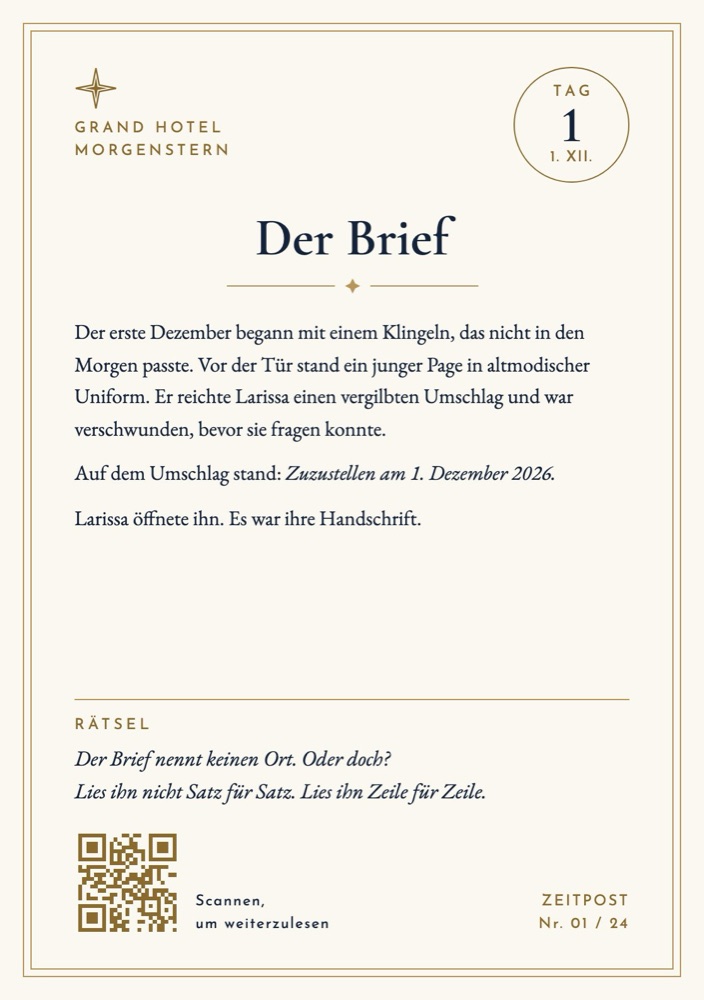 GRAND HOTEL
MORGENSTERN
TAG
1
1. XII.
Der Brief
Der erste Dezember begann mit einem Klingeln, das nicht in den
Morgen passte. Vor der Tür stand ein junger Page in altmodischer
Uniform. Er reichte Larissa einen vergilbten Umschlag und war
verschwunden, bevor sie fragen konnte.
Auf dem Umschlag stand: Zuzustellen am 1. Dezember 2026.
Larissa öffnete ihn. Es war ihre Handschrift.
RÄTSEL
Der Brief nennt keinen Ort. Oder doch?
Lies ihn nicht Satz für Satz. Lies ihn Zeile für Zeile.
Scannen,
um weiterzulesen
ZEITPOST
Nr. 01 / 24